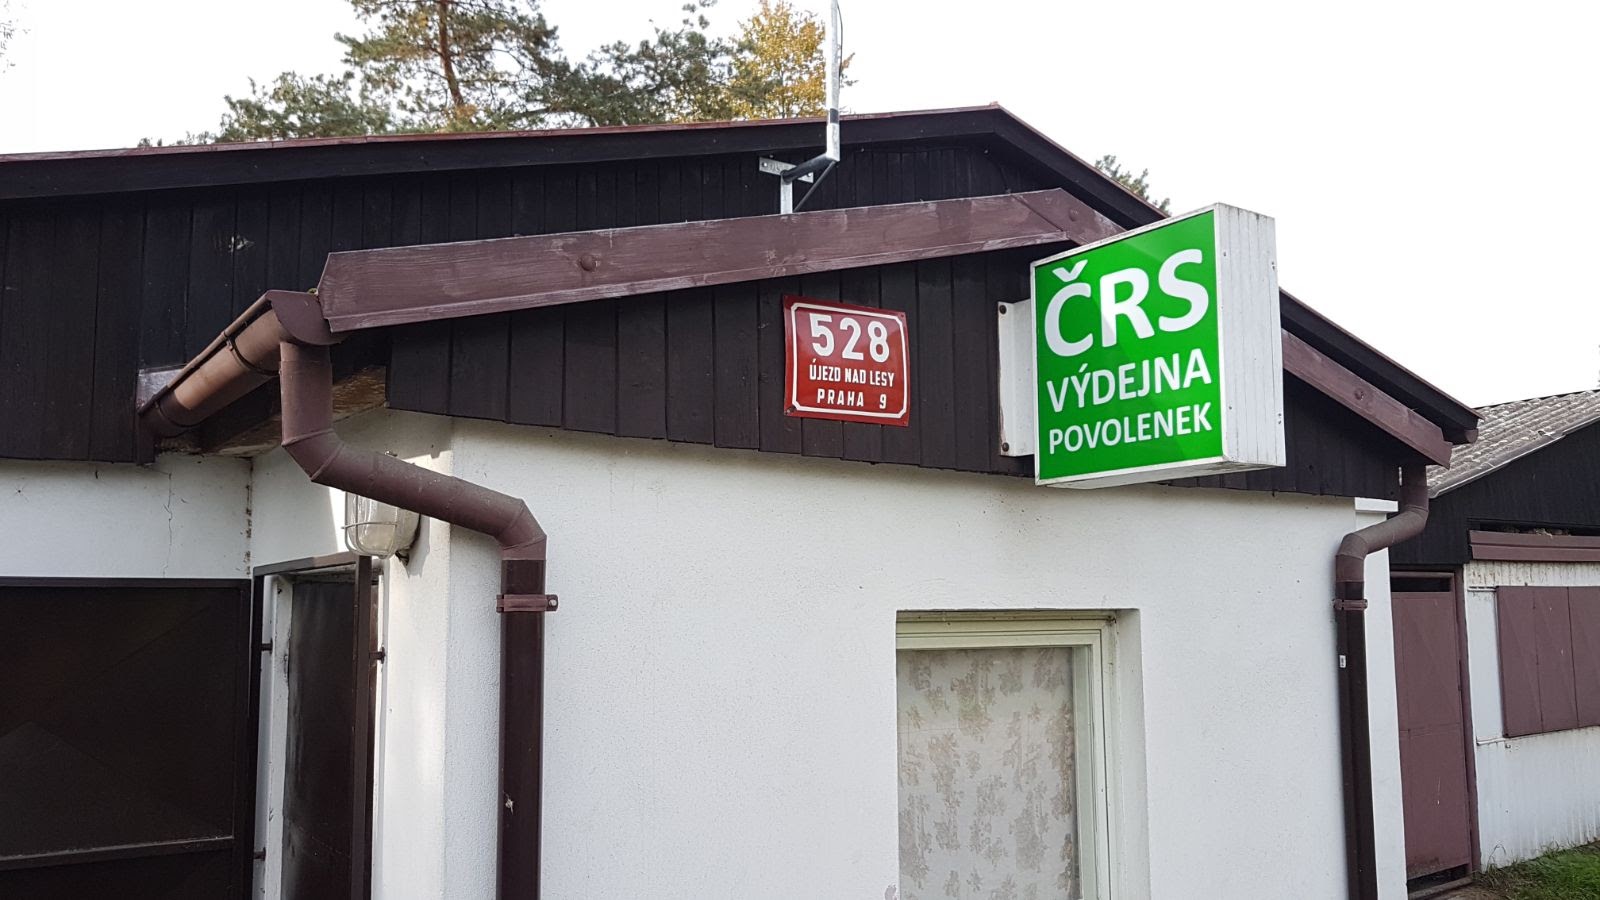 528
ÚJEZD NAD LESY
PRAHA 9
ČRS
VÝDEJNA
POVOLENEK